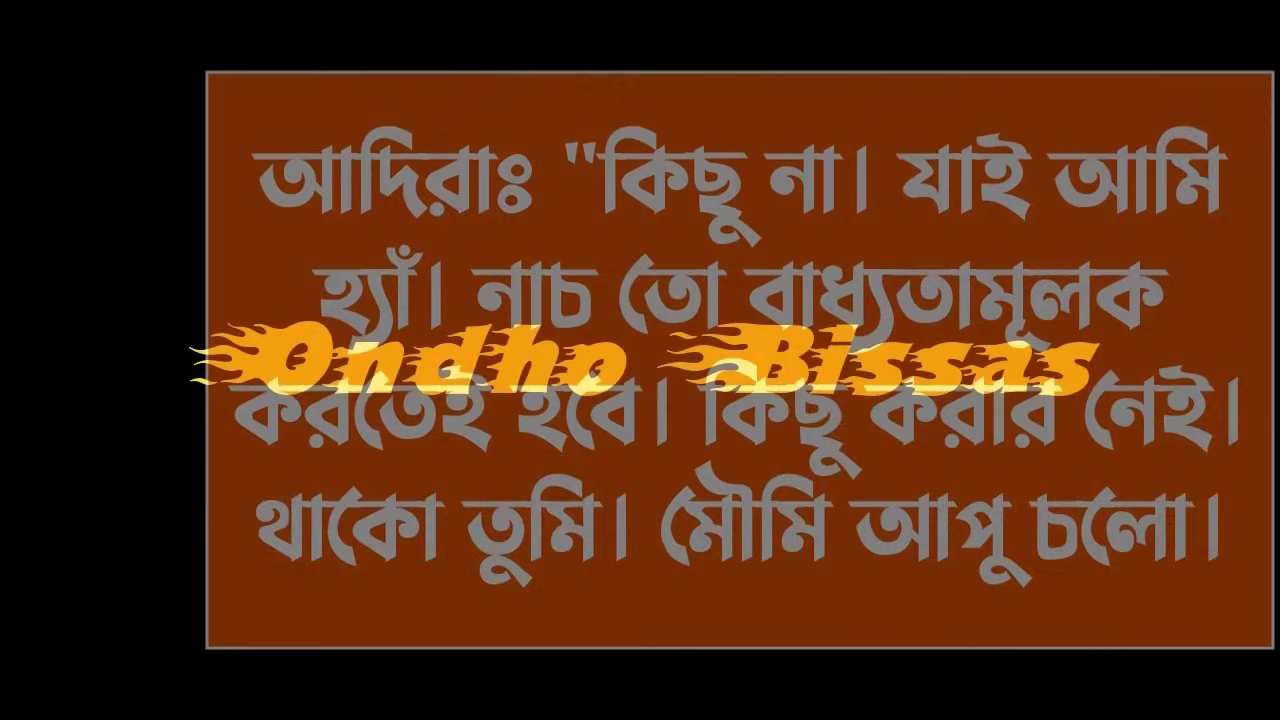 আদিরাঃ "কিছু না। যাই আমি
হ্যাঁ। নাচ তো বাধ্যতামূলক
Ondho Bissas
করতেই হবে। কিছু করার নেই।
থাকো তুমি। মৌমি আপু চলো।